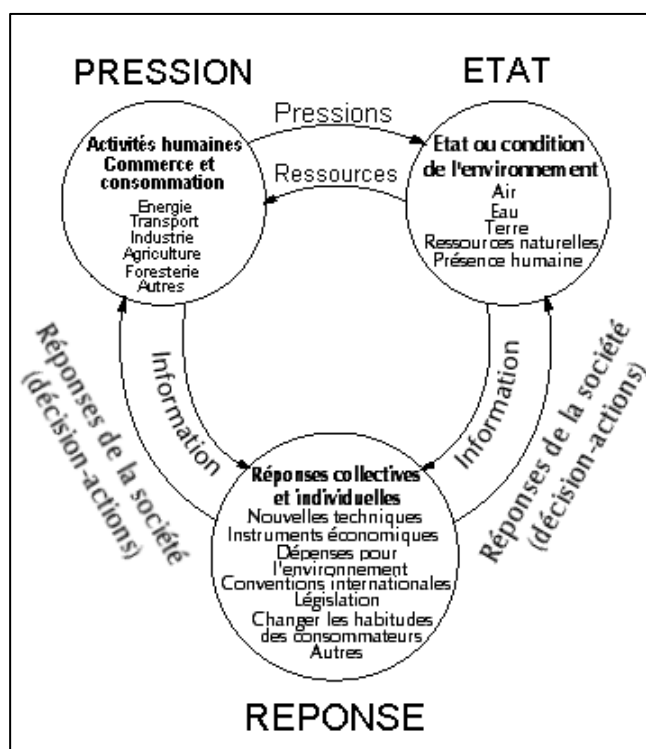 PRESSION
ETAT
Pressions
Ressources
Activités humaines
Commerce et
consommation
Energie
Transport
Industrie
Agriculture
Foresterie
Autres
Etat ou condition
de l'environnement
Air
Eau
Terre
Ressources naturelles
Présence humaine
Réponses de la société
(décision-actions)
Information
Information
Réponses de la société
(décision-actions)
Réponses collectives
et individuelles
Nouvelles techniques
Instruments économiques
Dépenses pour
l'environnement
Conventions internationales
Législation
Changer les habitudes
des consommateurs
Autres
REPONSE